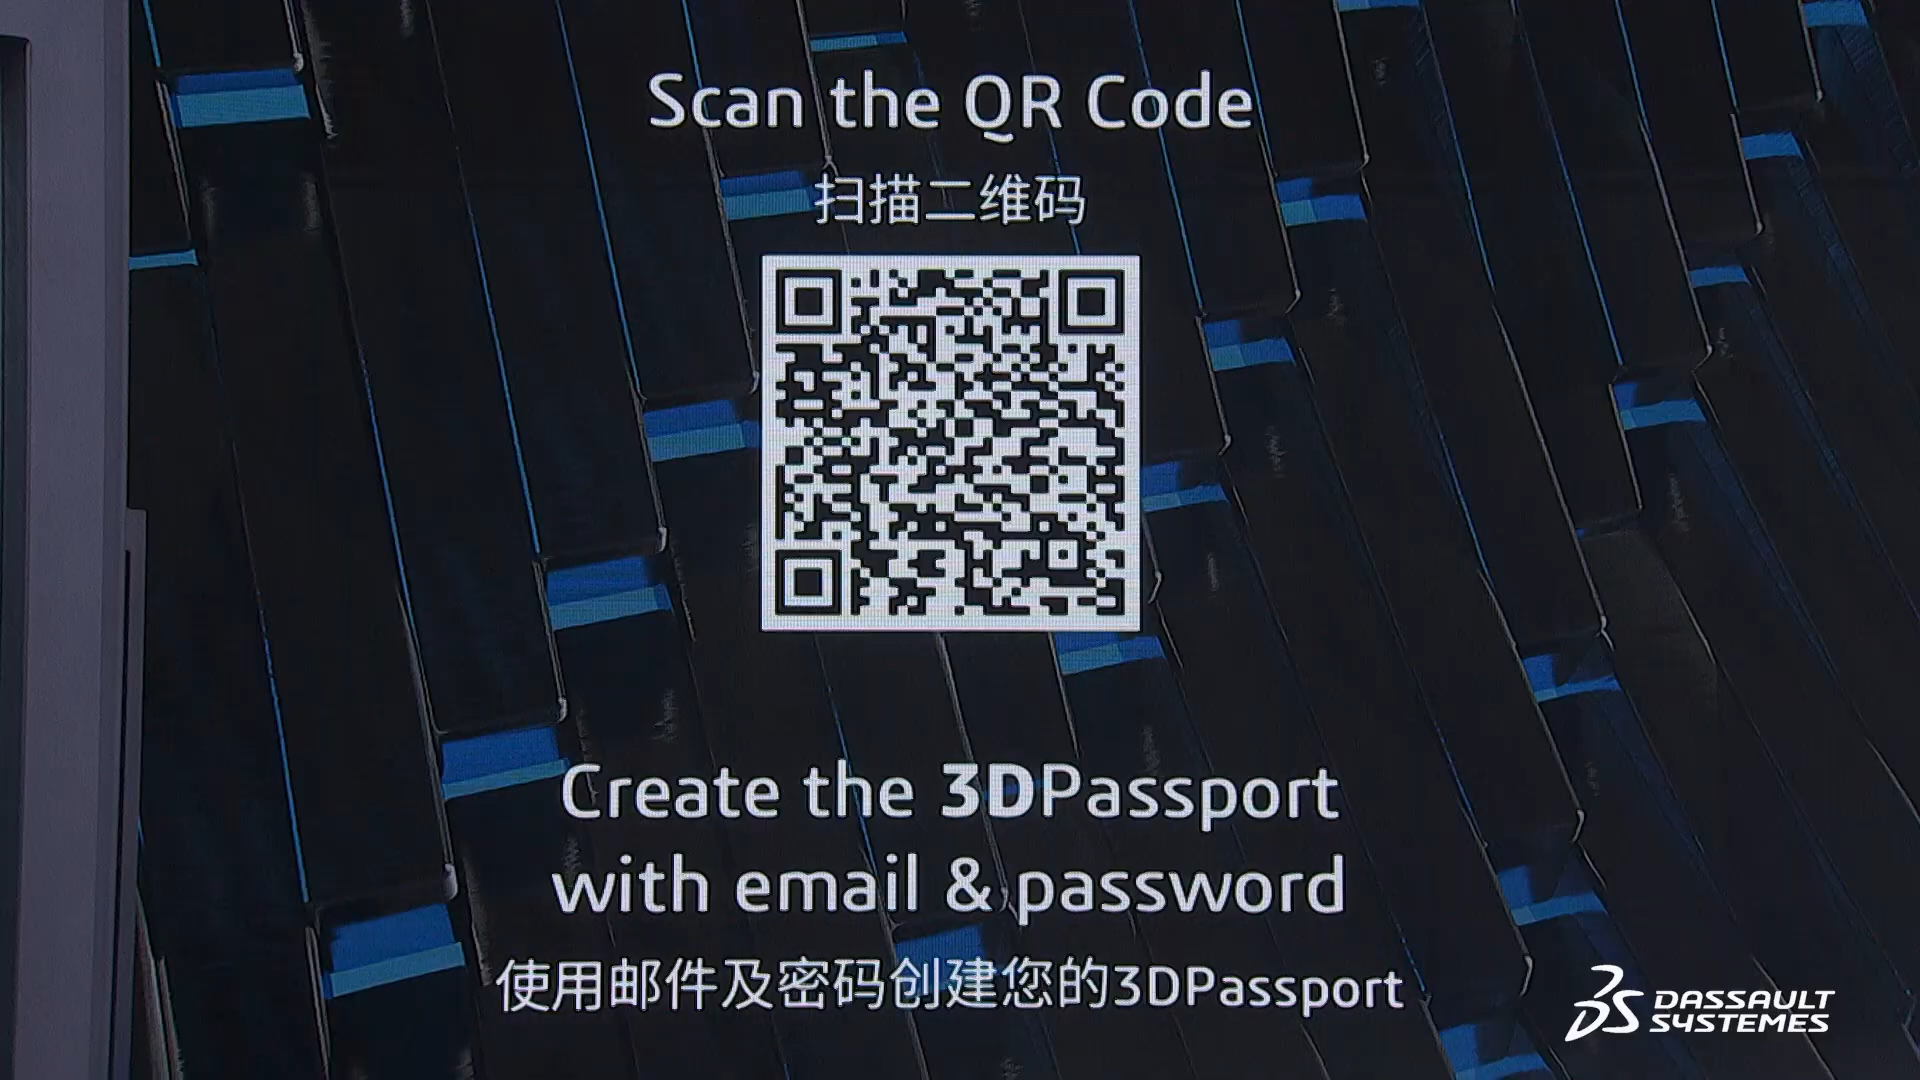 Scan the QR Code
扫描二维码
Create the 3DPassport
with email & password
使用邮件及密码创建您的3DPassport
3DS DASSAULT
SYSTEMES